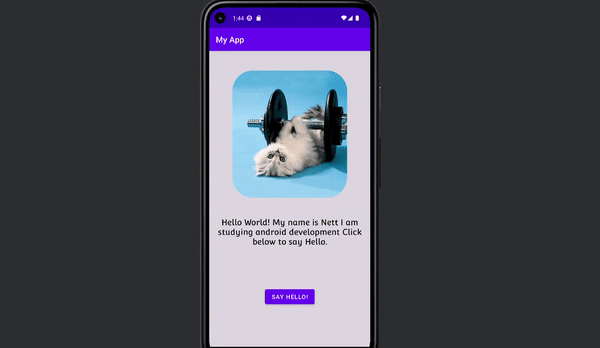 1:44
My App
Hello World! My name is Nett I am
studying android development Click
below to say Hello.
SAY HELLO!